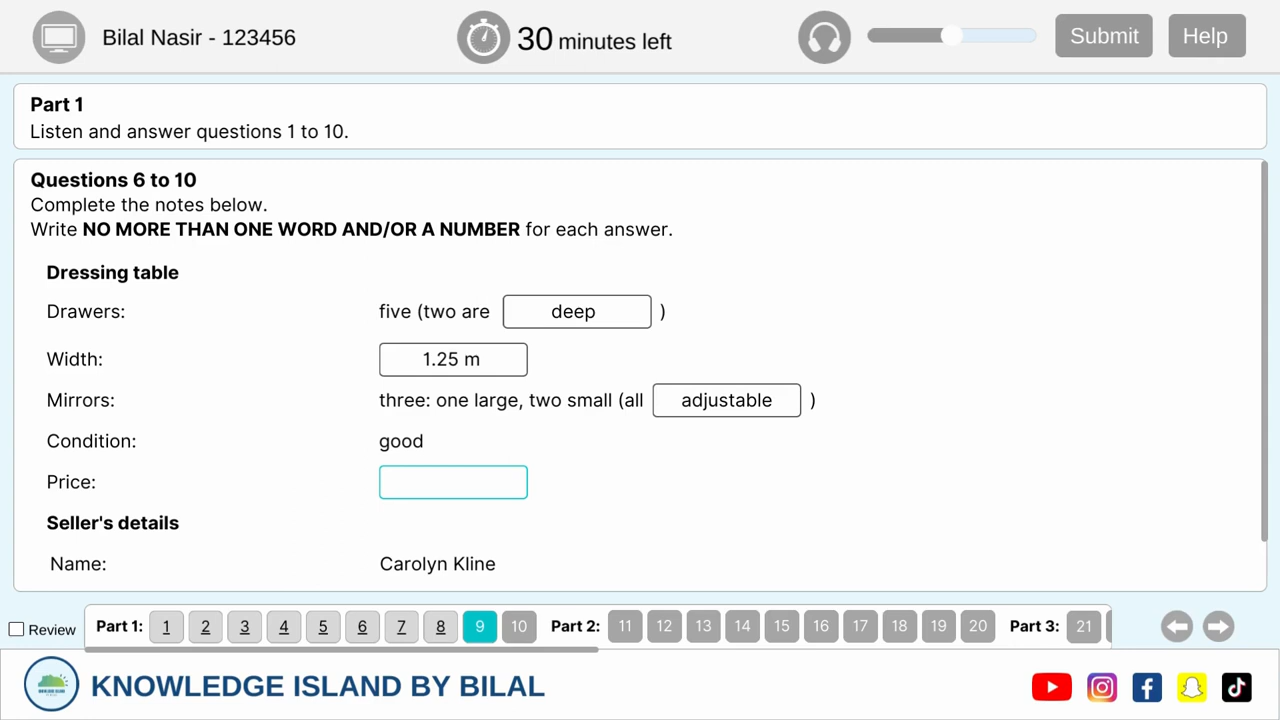 Bilal Nasir - 123456
30 minutes left
Submit
Help
Part 1
Listen and answer questions 1 to 10.
Questions 6 to 10
Complete the notes below.
Write NO MORE THAN ONE WORD AND/OR A NUMBER for each answer.
Dressing table
Drawers: five (two are deep )
Width: 1.25 m
Mirrors: three: one large, two small (all adjustable )
Condition: good
Price:
Seller's details
Name: Carolyn Kline
Review Part 1: 1 2 3 4 5 6 7 8 9 10 Part 2: 11 12 13 14 15 16 17 18 19 20 Part 3: 21
KNOWLEDGE ISLAND BY BILAL